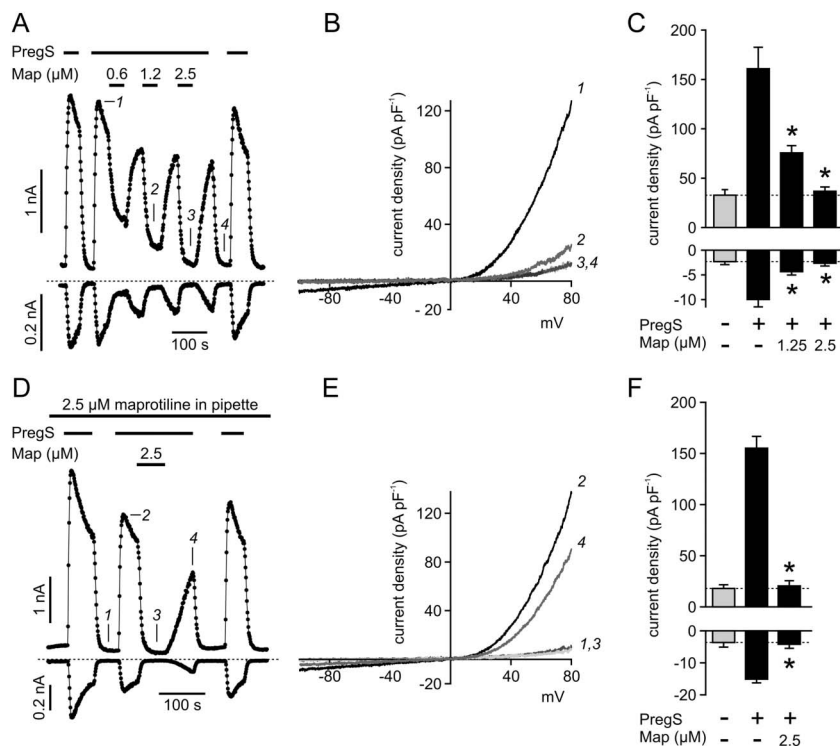 A
PregS
Map (µM) 0.6 1.2 2.5
1
2
3
4
1 nA
0.2 nA
100 s
B
current density (pA pF-1)
120
80
40
- 20
- 80
- 40
40
80
mV
1
2
3,4
C
current density (pA pF-1)
200
150
100
50
0
0
-5
-10
* *
* *
PregS - + + +
Map (µM) - - 1.25 2.5
D
2.5 µM maprotiline in pipette
PregS
Map (µM) 2.5
2
4
1 3
1 nA
0.2 nA
100 s
E
current density (pA pF-1)
120
80
40
-20
- 80
- 40
40
80
mV
2
4
1,3
F
current density (pA pF-1)
200
150
100
50
0
0
-10
-20
*
*
PregS - + +
Map (µM) - - 2.5